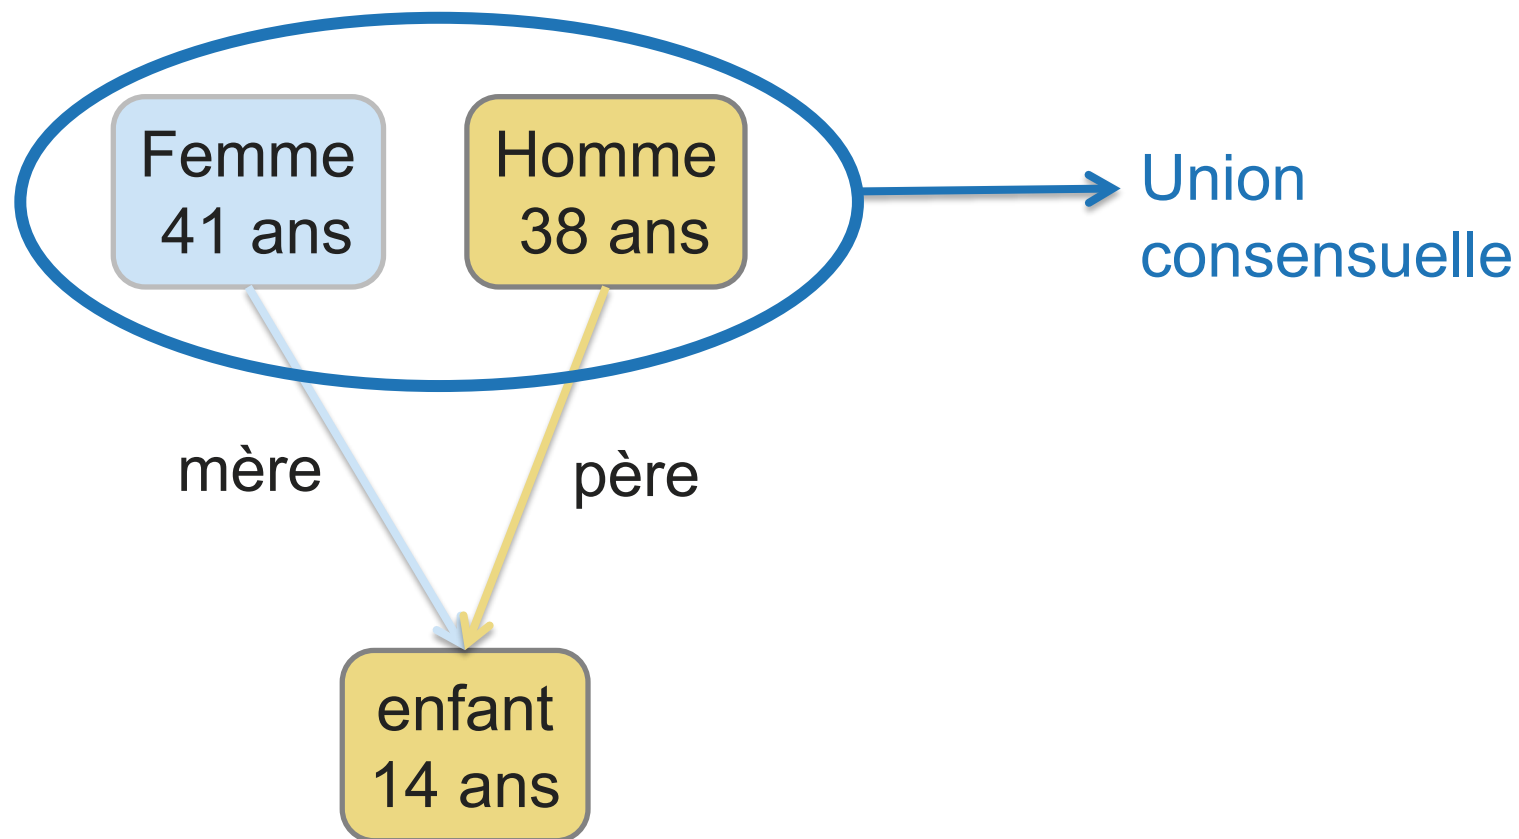 Femme
41 ans
Homme
38 ans
Union
consensuelle
mère
père
enfant
14 ans